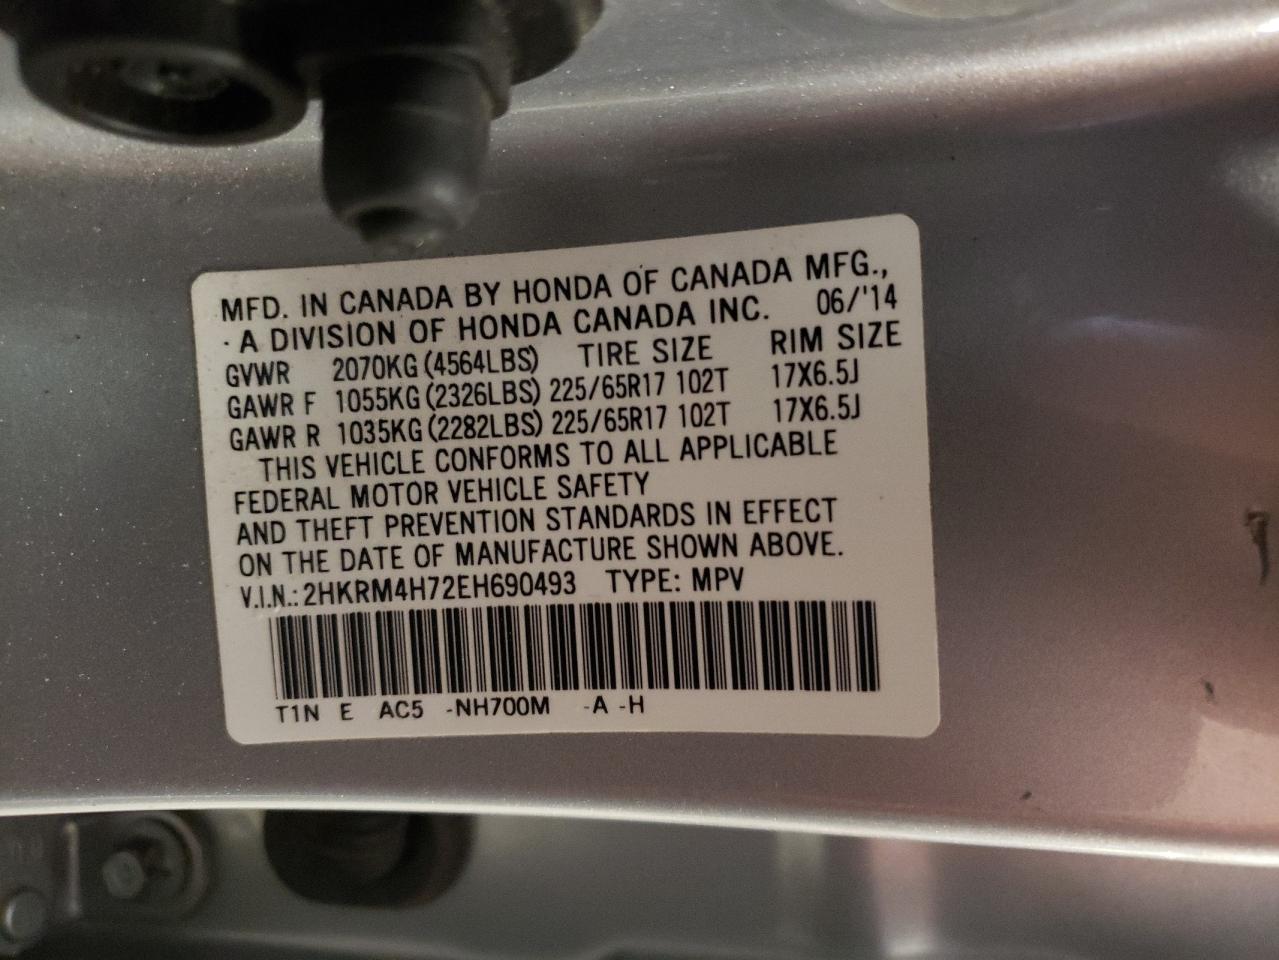 MFD. IN CANADA BY HONDA OF CANADA MFG.,
A DIVISION OF HONDA CANADA INC. 06/'14
GVWR 2070KG (4564LBS) TIRE SIZE RIM SIZE
GAWR F 1055KG (2326LBS) 225/65R17 102T 17X6.5J
GAWR R 1035KG (2282LBS) 225/65R17 102T 17X6.5J
THIS VEHICLE CONFORMS TO ALL APPLICABLE
FEDERAL MOTOR VEHICLE SAFETY
AND THEFT PREVENTION STANDARDS IN EFFECT
ON THE DATE OF MANUFACTURE SHOWN ABOVE.
V.I.N.: 2HKRM4H72EH690493 TYPE: MPV
T1N E AC5 -NH700M -A -H